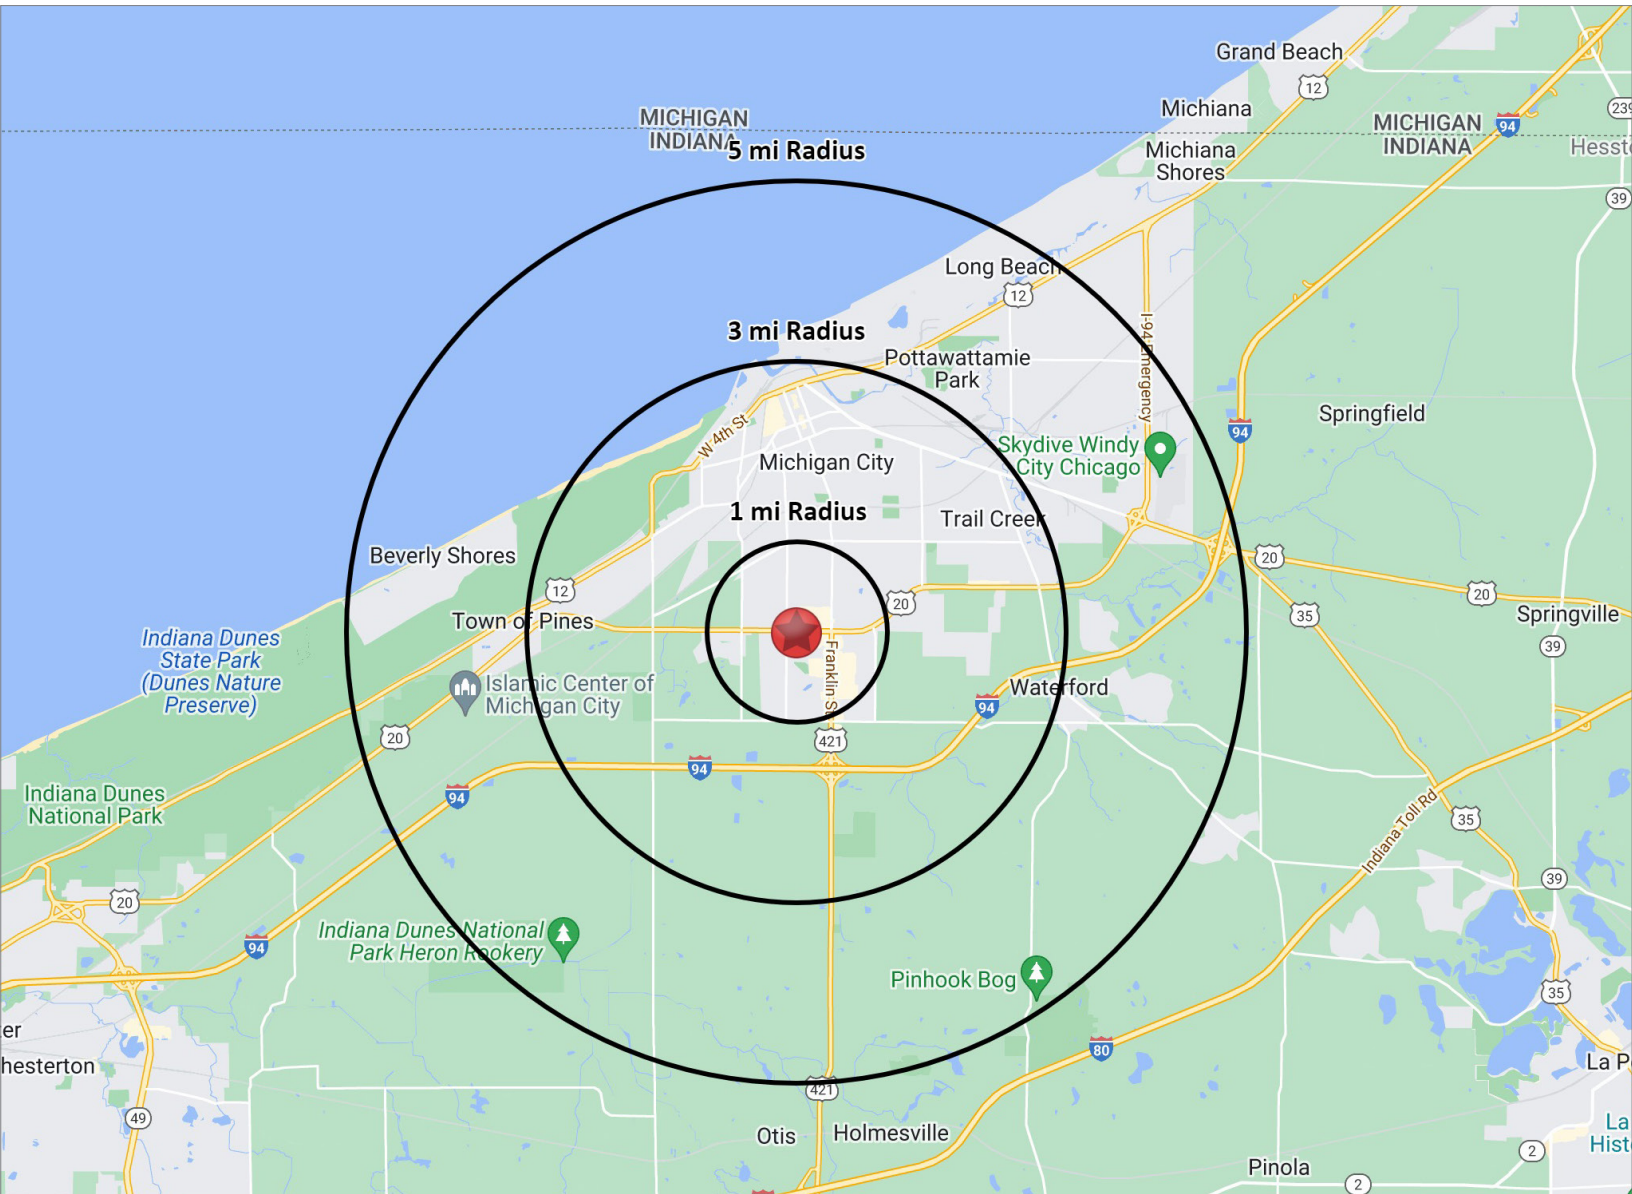 Grand Beach
12
Michiana
239
MICHIGAN
INDIANA
MICHIGAN
INDIANA
94
5 mi Radius
Michiana
Shores
Hesst
39
Long Beach
12
3 mi Radius
I-94 Emergency
Pottawattamie
Park
Springfield
94
W 4th St
Skydive Windy
City Chicago
Michigan City
1 mi Radius
Trail Creek
Beverly Shores
20
12
20
20
35
Springville
Town of Pines
Indiana Dunes
State Park
(Dunes Nature
Preserve)
39
Franklin St
Islamic Center of
Michigan City
Waterford
94
20
421
94
94
Indiana Dunes
National Park
Indiana Toll Rd
35
39
20
94
Indiana Dunes National
Park Heron Rookery
Pinhook Bog
35
er
hesterton
80
La P
421
49
Otis
Holmesville
La
Hist
2
Pinola
2